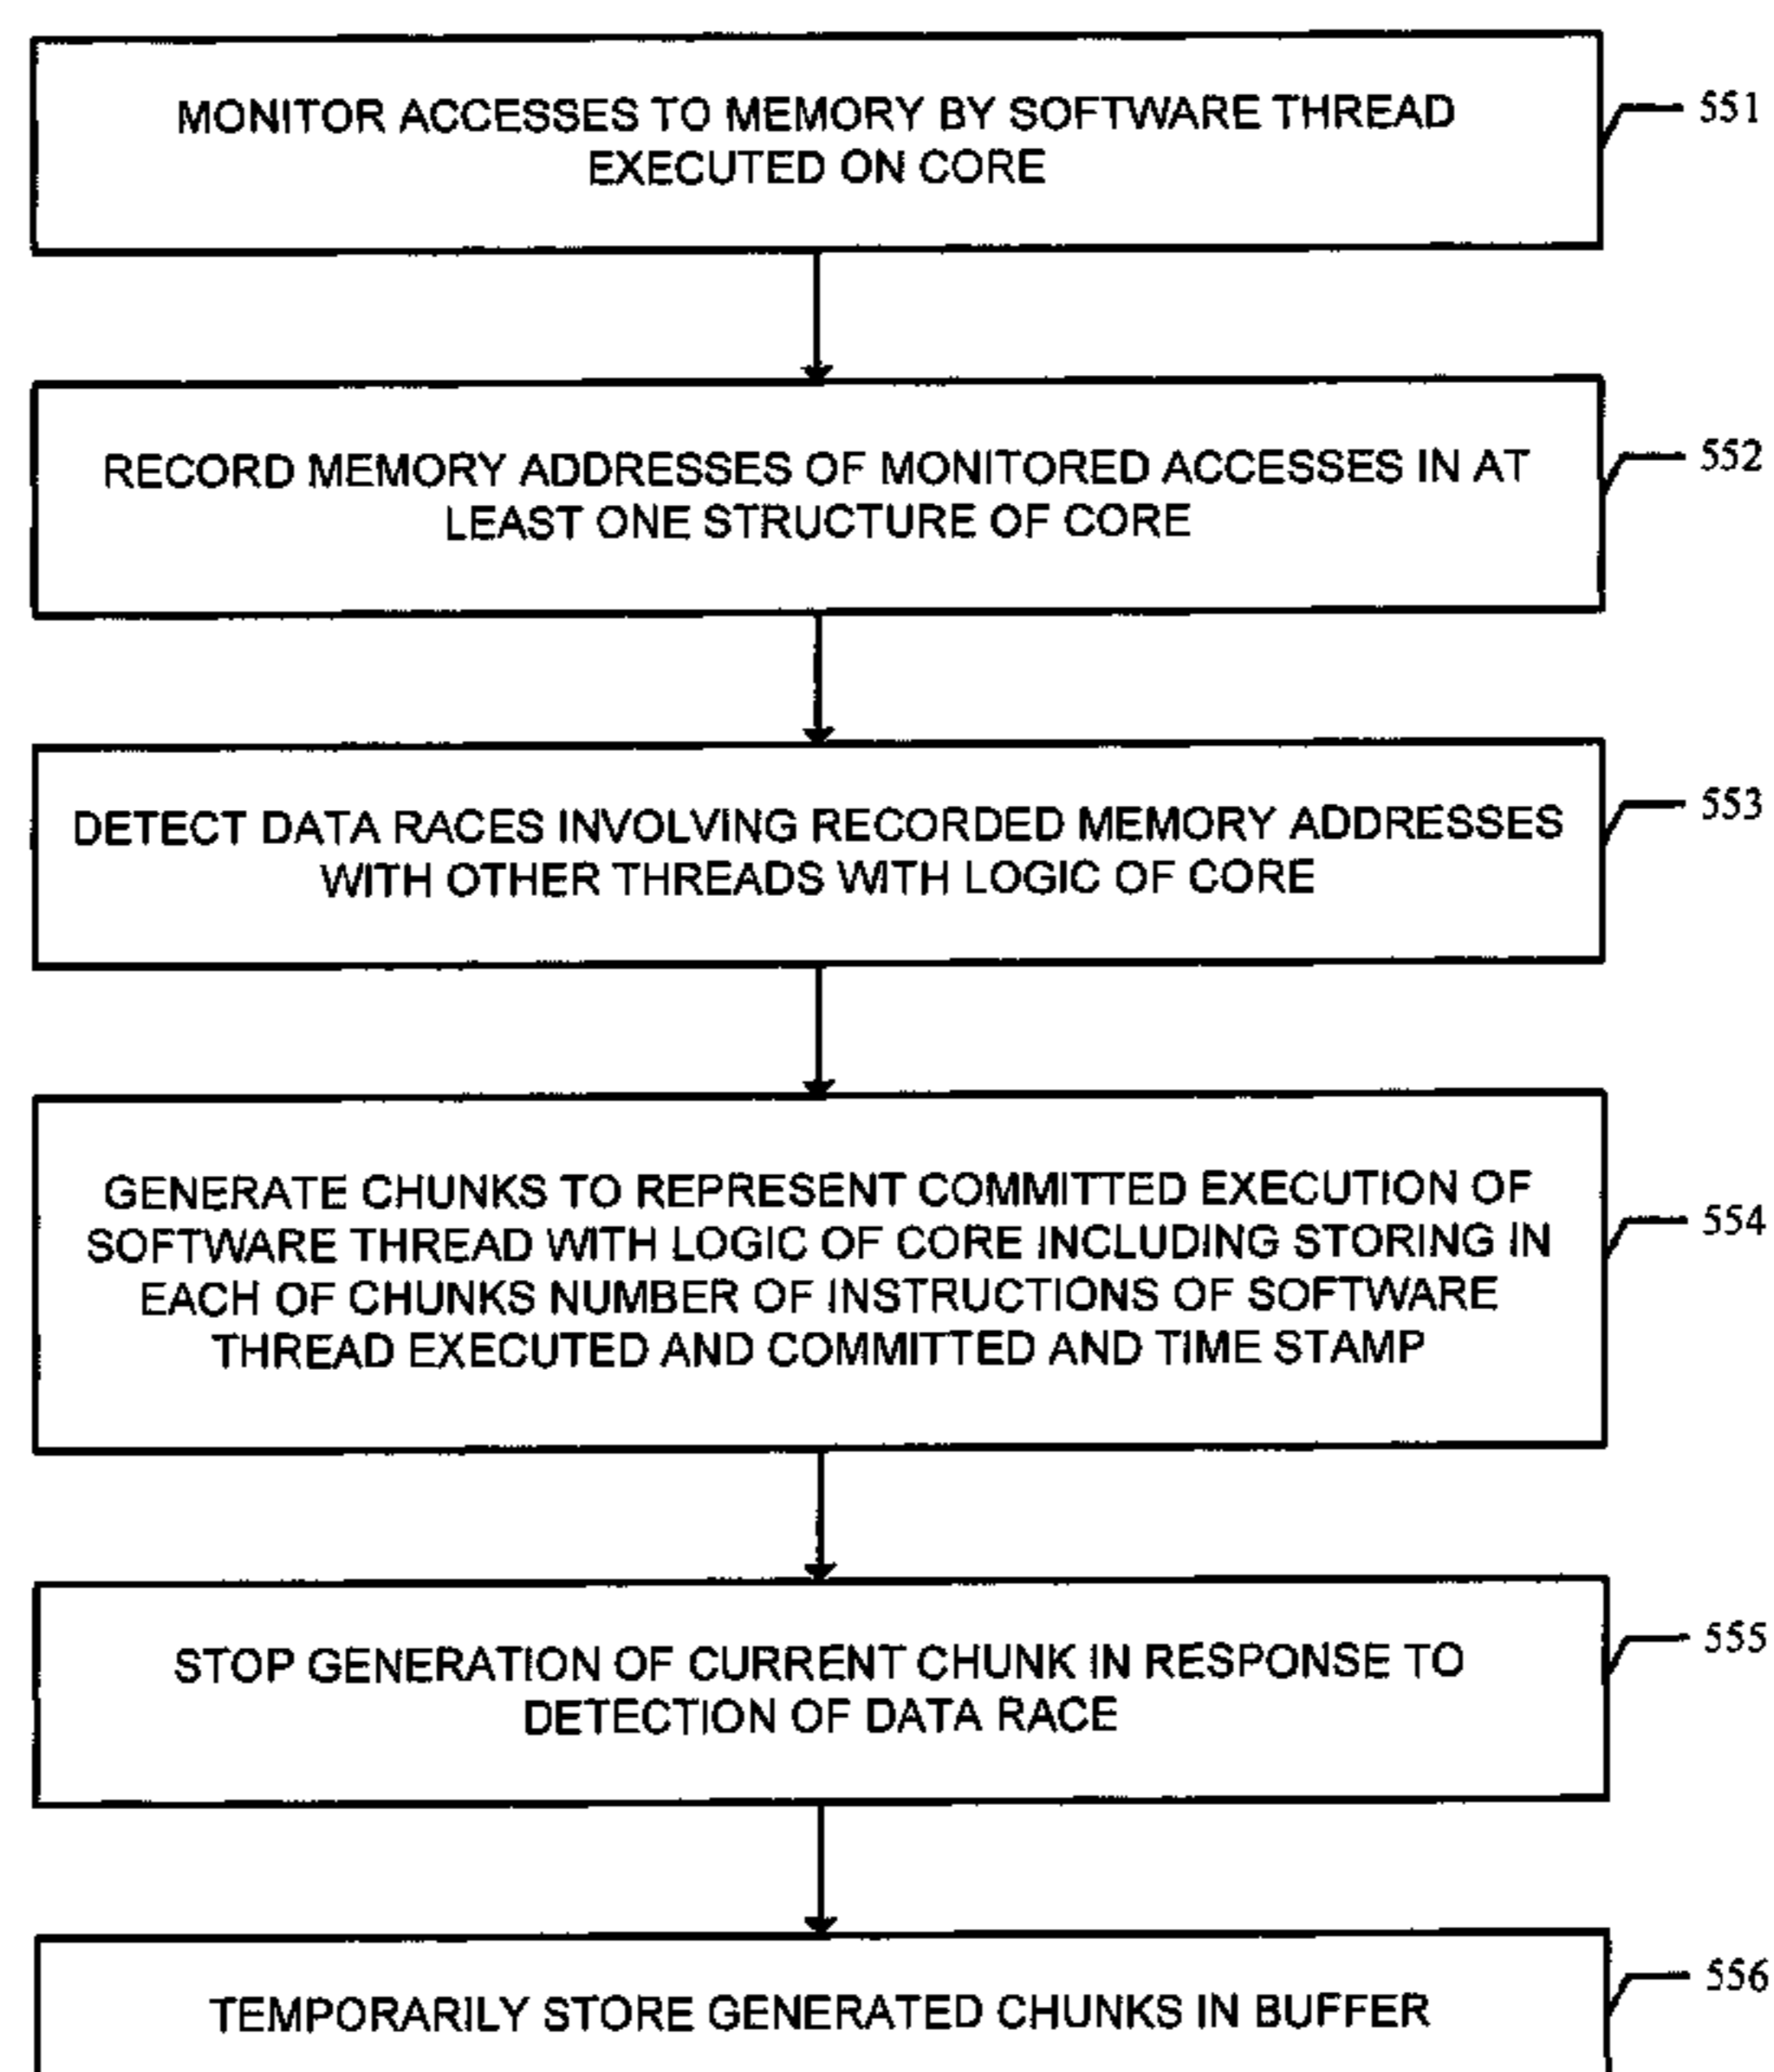 MONITOR ACCESSES TO MEMORY BY SOFTWARE THREAD
EXECUTED ON CORE
551
RECORD MEMORY ADDRESSES OF MONITORED ACCESSES IN AT
LEAST ONE STRUCTURE OF CORE
552
DETECT DATA RACES INVOLVING RECORDED MEMORY ADDRESSES
WITH OTHER THREADS WITH LOGIC OF CORE
553
GENERATE CHUNKS TO REPRESENT COMMITTED EXECUTION OF
SOFTWARE THREAD WITH LOGIC OF CORE INCLUDING STORING IN
EACH OF CHUNKS NUMBER OF INSTRUCTIONS OF SOFTWARE
THREAD EXECUTED AND COMMITTED AND TIME STAMP
554
STOP GENERATION OF CURRENT CHUNK IN RESPONSE TO
DETECTION OF DATA RACE
555
TEMPORARILY STORE GENERATED CHUNKS IN BUFFER
556